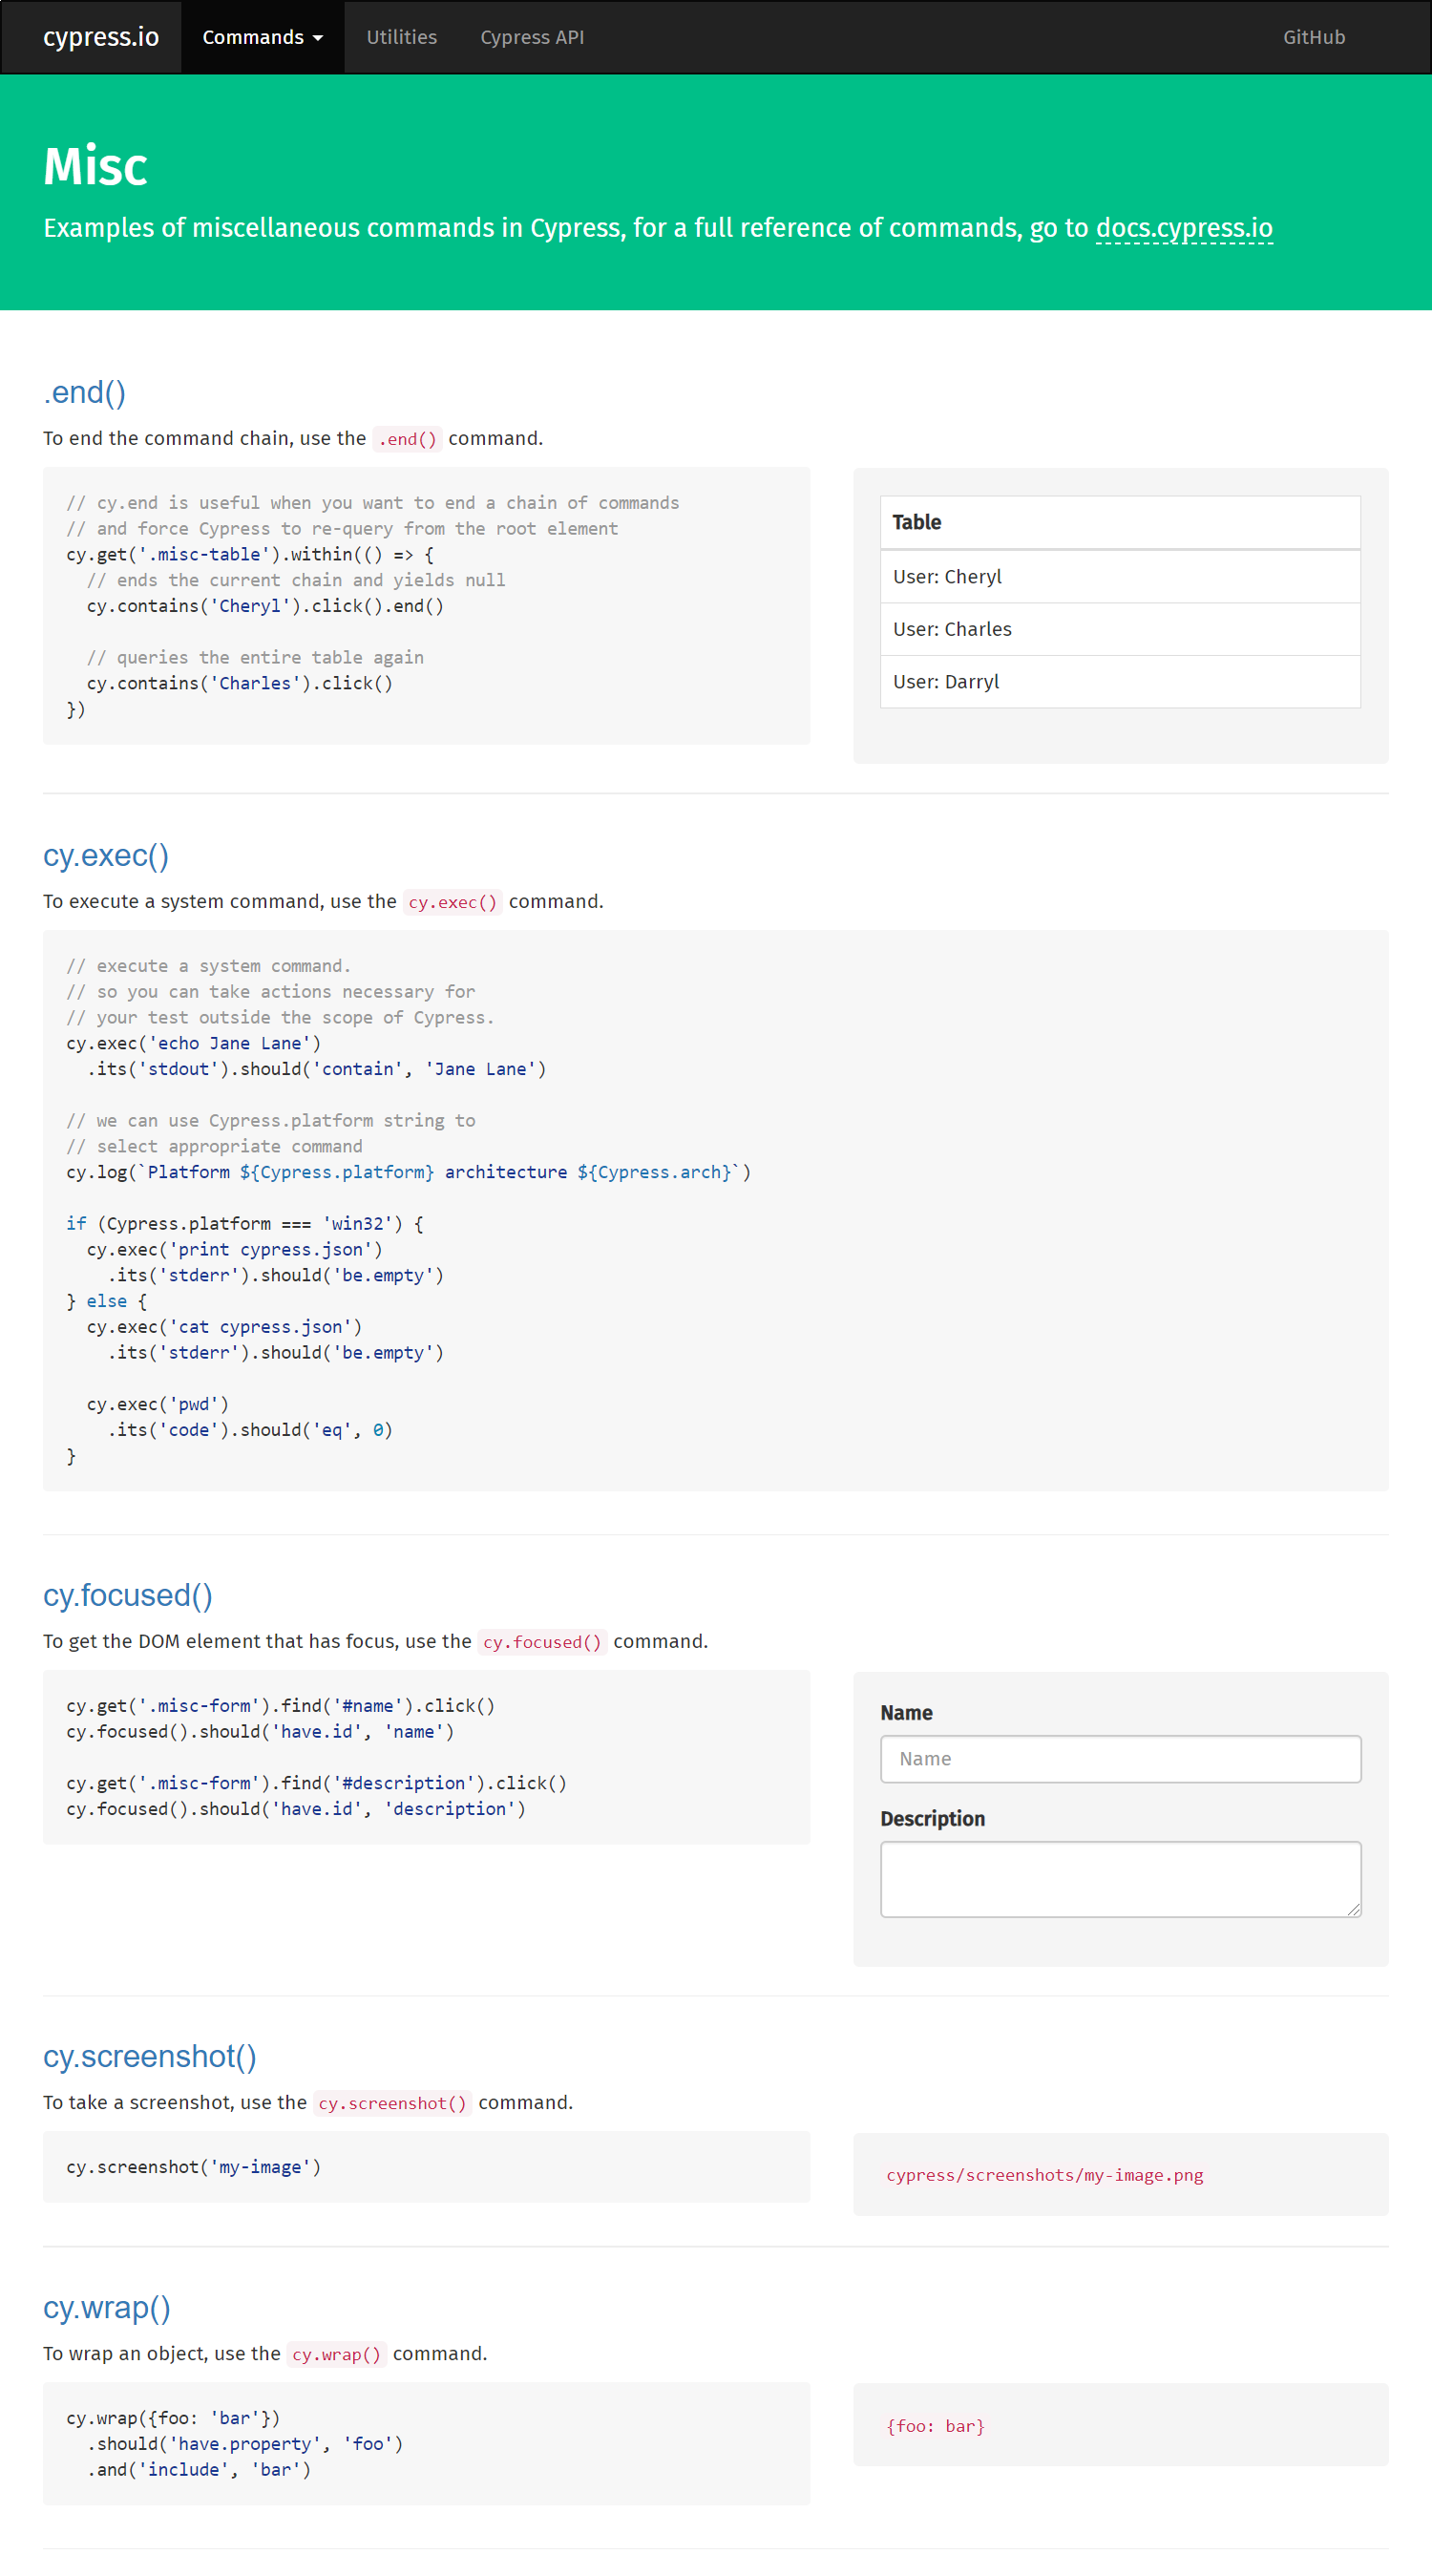 cypress.io Commands Utilities Cypress API GitHub
Misc
Examples of miscellaneous commands in Cypress, for a full reference of commands, go to docs.cypress.io
.end()
To end the command chain, use the .end() command.
// cy.end is useful when you want to end a chain of commands
// and force Cypress to re-query from the root element
cy.get('.misc-table').within(() => {
  // ends the current chain and yields null
  cy.contains('Cheryl').click().end()
  // queries the entire table again
  cy.contains('Charles').click()
})
Table
User: Cheryl
User: Charles
User: Darryl
cy.exec()
To execute a system command, use the cy.exec() command.
// execute a system command.
// so you can take actions necessary for
// your test outside the scope of Cypress.
cy.exec('echo Jane Lane')
  .its('stdout').should('contain', 'Jane Lane')
// we can use Cypress.platform string to
// select appropriate command
cy.log(`Platform ${Cypress.platform} architecture ${Cypress.arch}`)
if (Cypress.platform === 'win32') {
  cy.exec('print cypress.json')
    .its('stderr').should('be.empty')
} else {
  cy.exec('cat cypress.json')
    .its('stderr').should('be.empty')
  cy.exec('pwd')
    .its('code').should('eq', 0)
}
cy.focused()
To get the DOM element that has focus, use the cy.focused() command.
cy.get('.misc-form').find('#name').click()
cy.focused().should('have.id', 'name')
cy.get('.misc-form').find('#description').click()
cy.focused().should('have.id', 'description')
Name
Name
Description
cy.screenshot()
To take a screenshot, use the cy.screenshot() command.
cy.screenshot('my-image')
cypress/screenshots/my-image.png
cy.wrap()
To wrap an object, use the cy.wrap() command.
cy.wrap({foo: 'bar'})
  .should('have.property', 'foo')
  .and('include', 'bar')
{foo: bar}